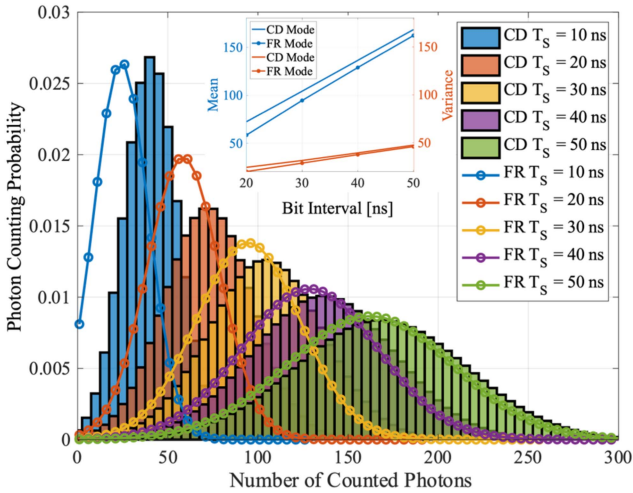 0.03
0.025
0.02
0.015
0.01
0.005
0
Photon Counting Probability
0
50
100
150
200
250
300
Number of Counted Photons
CD Mode
FR Mode
CD Mode
FR Mode
150
100
50
Mean
150
100
50
Variance
20
30
40
50
Bit Interval [ns]
CD T_S = 10 ns
CD T_S = 20 ns
CD T_S = 30 ns
CD T_S = 40 ns
CD T_S = 50 ns
FR T_S = 10 ns
FR T_S = 20 ns
FR T_S = 30 ns
FR T_S = 40 ns
FR T_S = 50 ns